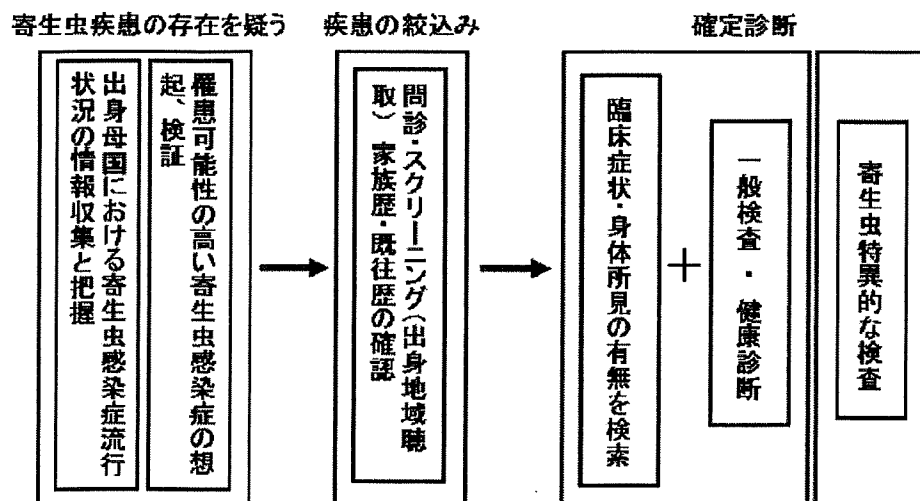 寄生虫疾患の存在を疑う
疾患の絞込み
確定診断
罹患可能性の高い寄生虫感染症の想
起、検証
出身母国における寄生虫感染症流行
状況の情報収集と把握
問診・スクリーニング(出身地域聴
取) 家族歴・既往歴の確認
臨床症状・身体所見の有無を検索
+
一般検査 ・ 健康診断
寄生虫特異的な検査